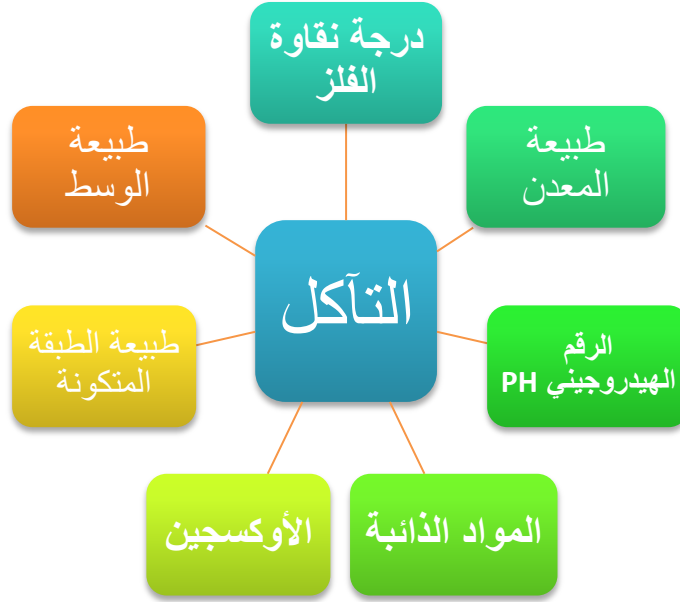 درجة نقاوة
الفلز
طبيعة
المعدن
طبيعة
الوسط
التآكل
الرقم
الهيدروجيني PH
طبيعة الطبقة
المتكونة
المواد الذائبة
الأوكسجين